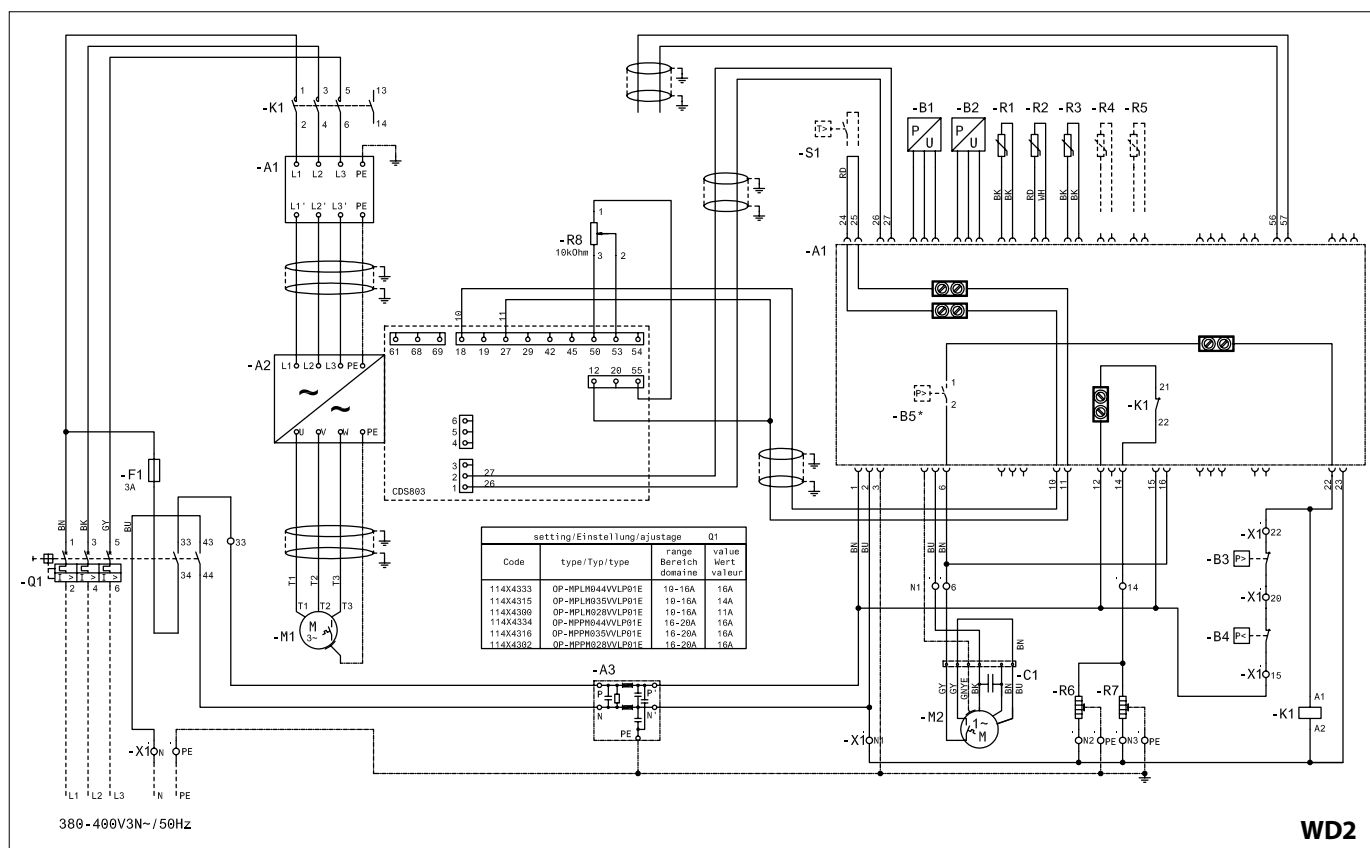 1 3 5 13
-K1
2 4 6 14
-A1
L1 L2 L3 PE
L1' L2' L3' PE
-A2
L1 L2 L3 PE
~
~
U V W PE
-F1
3A
BN BK GY BU
1 3 5 33 43 33
-Q1
I> I> I>
2 4 6 34 44
T1 T2 T3
T1 T2 T3
M
3~
-M1
-X1 N PE
L1 L2 L3 N PE
380-400V3N~/50Hz
-R8
10kOhm
1
3 2
10 11
61 68 69 18 19 27 29 42 45 50 53 54
12 20 55
6
5
4
3
2
1
27
26
CDS803
setting/Einstellung/ajustage Q1
Code type/Typ/type range Bereich domaine value Wert valeur
114X4333 OP-MPLM044VVLP01E 10-16A 16A
114X4315 OP-MPLM035VVLP01E 10-16A 14A
114X4300 OP-MPLM028VVLP01E 10-16A 11A
114X4334 OP-MPPM044VVLP01E 16-20A 16A
114X4316 OP-MPPM035VVLP01E 16-20A 16A
114X4302 OP-MPPM028VVLP01E 16-20A 16A
-A3
P P'
N N'
PE
T>
-S1
-B1 -B2 -R1 -R2 -R3 -R4 -R5
P U P U
RD BK BK RD WH BK BK
24 25 26 27 56 57
-A1
P>
1
2
-B5*
21
-K1
22
1 2 3 6 10 11 12 14 15 16 22 23
BN BU BU BN
N1 6 14
BN
-C1
GY GY GNYE BK BN BU
-M2
1~
M
-X1 N1
-R6 -R7
N2 PE N3 PE
-X1 22
-B3 P>
-X1 20
-B4 P<
-X1 15
A1
-K1
A2
WD2